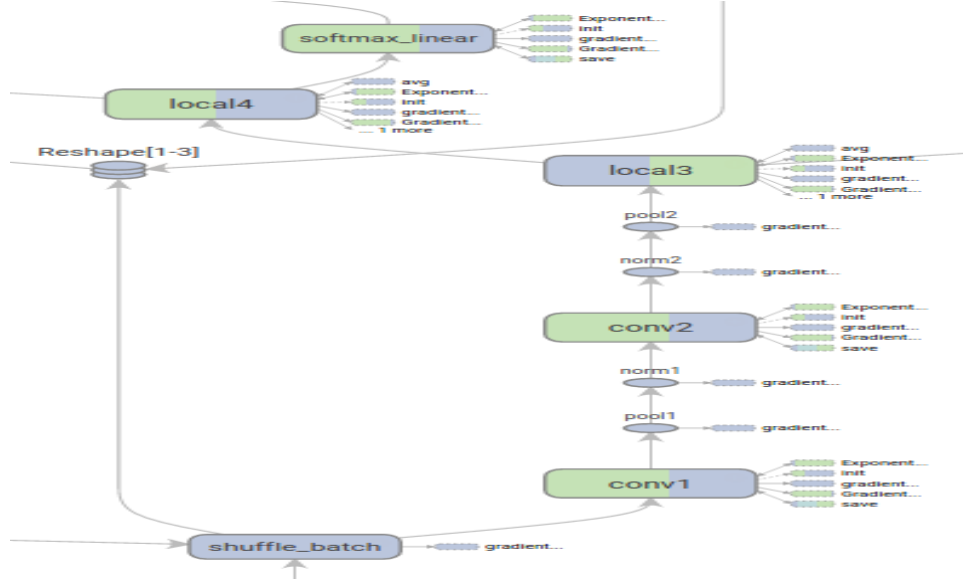 softmax_linear
Exponent...
init
gradient...
Gradient...
save
local4
avg
Exponent...
init
gradient...
Gradient...
... 1 more
Reshape[1-3]
local3
avg
Exponent...
init
gradient...
Gradient...
... 1 more
pool2
gradient...
norm2
gradient...
conv2
Exponent...
init
gradient...
Gradient...
save
norm1
gradient...
pool1
gradient...
conv1
Exponent...
init
gradient...
Gradient...
save
shuffle_batch
gradient...